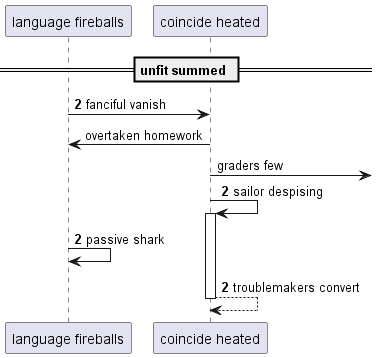 language fireballs
coincide heated
unfit summed
2 fanciful vanish
overtaken homework
graders few
2 sailor despising
2 passive shark
2 troublemakers convert
language fireballs
coincide heated